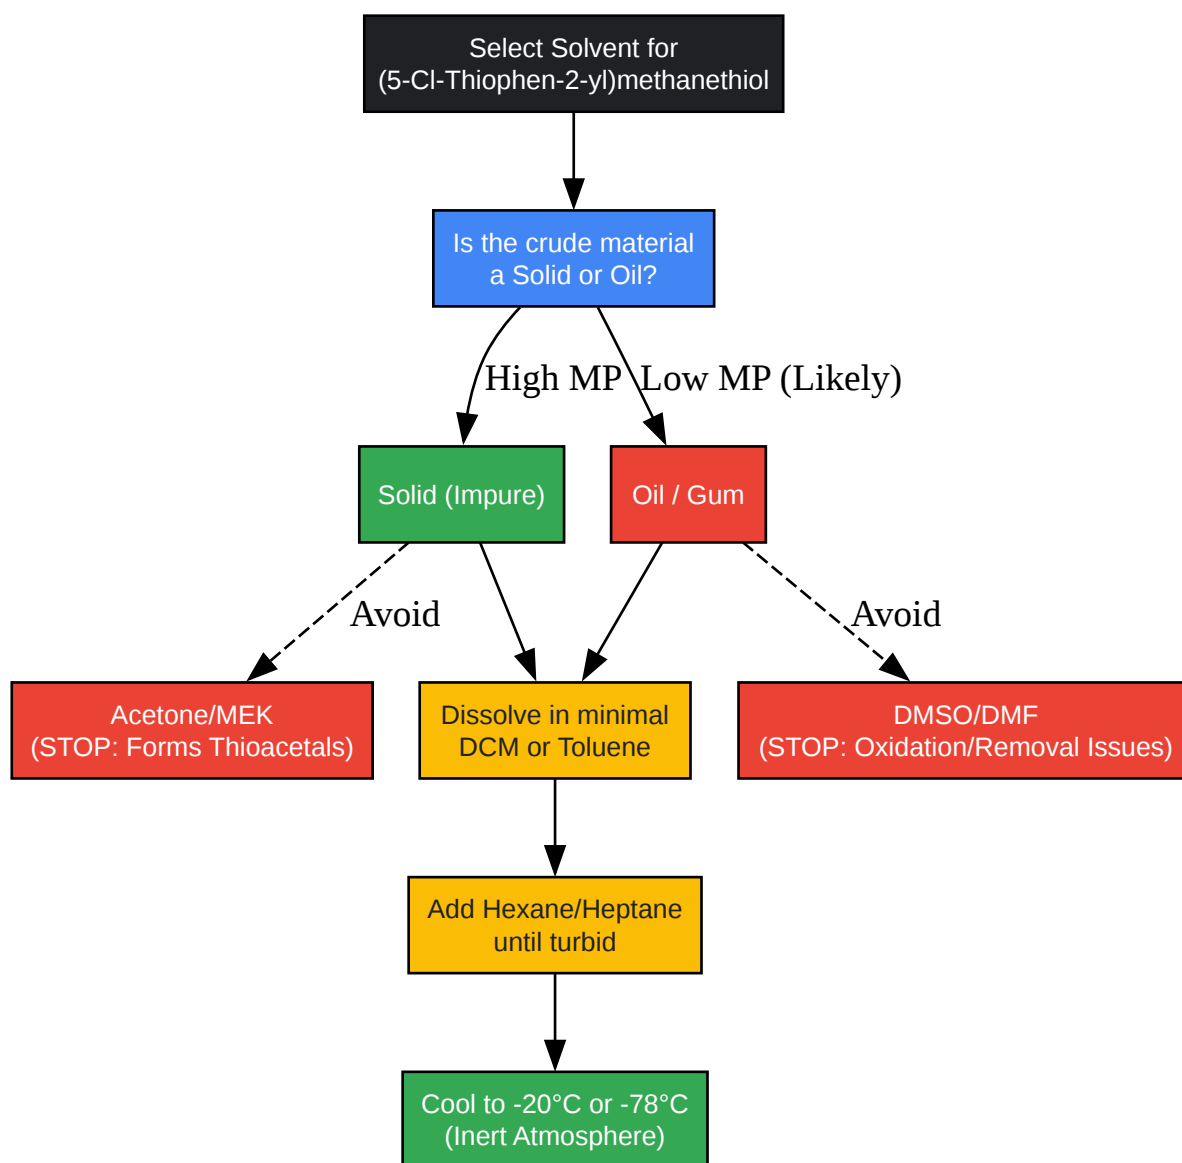 Select Solvent for
(5-Cl-Thiophen-2-yl)methanethiol
Is the crude material
a Solid or Oil?
High MP
Low MP (Likely)
Solid (Impure)
Oil / Gum
Avoid
Avoid
Acetone/MEK
(STOP: Forms Thioacetals)
Dissolve in minimal
DCM or Toluene
DMSO/DMF
(STOP: Oxidation/Removal Issues)
Add Hexane/Heptane
until turbid
Cool to -20°C or -78°C
(Inert Atmosphere)